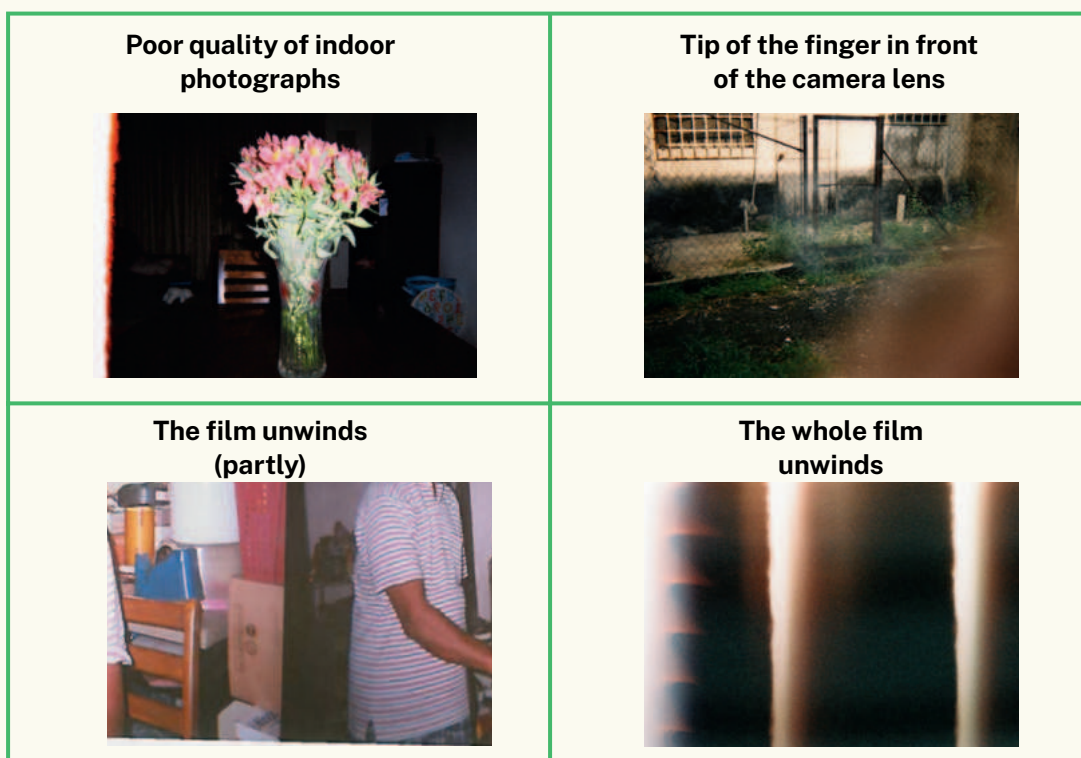 Poor quality of indoor
photographs
Tip of the finger in front
of the camera lens
The film unwinds
(partly)
The whole film
unwinds